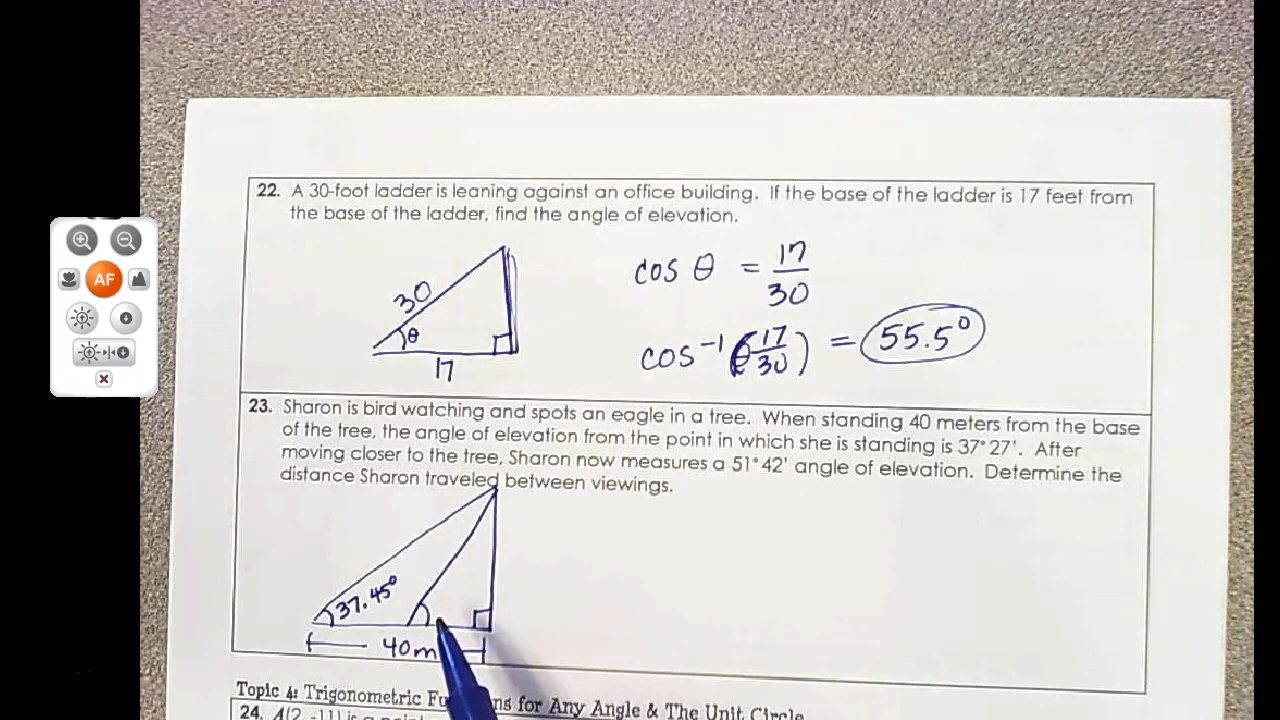 AF
22. A 30-foot ladder is leaning against an office building. If the base of the ladder is 17 feet from
the base of the ladder, find the angle of elevation.
30
θ
17
cos θ = 17/30
cos⁻¹(17/30) = 55.5°
23. Sharon is bird watching and spots an eagle in a tree. When standing 40 meters from the base
of the tree, the angle of elevation from the point in which she is standing is 37°27'. After
moving closer to the tree, Sharon now measures a 51°42' angle of elevation. Determine the
distance Sharon traveled between viewings.
37.45°
40m
Topic 4: Trigonometric ns for Any Angle & The Unit Circle
24.